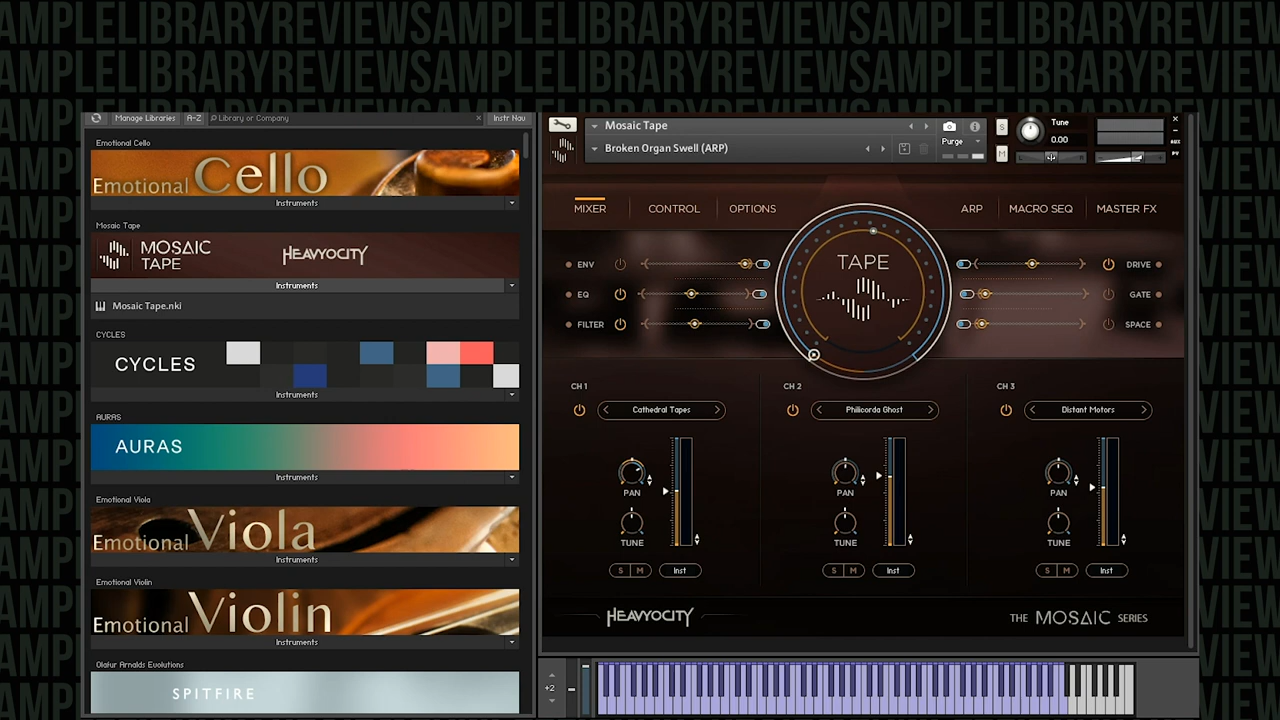 AMPLELIBRARYREVIEWSAMPLELIBRARYREVIEWSAMPLELIBRARYREVIEW
Manage Libraries A-Z Library or Company × Instr Nav
Emotional Cello
Emotional Cello
Instruments
Mosaic Tape
MOSAIC TAPE HEAVYOCITY
Instruments
Mosaic Tape.nki
CYCLES
CYCLES
Instruments
AURAS
AURAS
Instruments
Emotional Viola
Emotional Viola
Instruments
Emotional Violin
Emotional Violin
Instruments
Olafur Arnalds Evolutions
SPITFIRE
Mosaic Tape
Broken Organ Swell (ARP)
Purge
S
M
Tune
0.00
AUX
PV
MIXER CONTROL OPTIONS
ARP MACRO SEQ MASTER FX
TAPE
ENV
EQ
FILTER
DRIVE
GATE
SPACE
CH 1
Cathedral Tapes
PAN
TUNE
S M Inst
CH 2
Philicorda Ghost
PAN
TUNE
S M Inst
CH 3
Distant Motors
PAN
TUNE
S M Inst
HEAVYOCITY
THE MOSAIC SERIES
+2